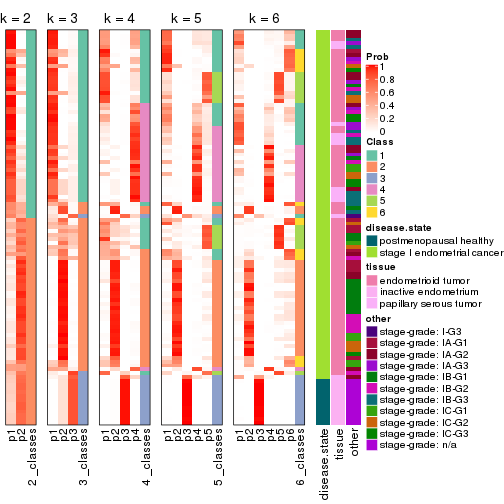 k = 2
k = 3
k = 4
k = 5
k = 6
Prob
1
0.8
0.6
0.4
0.2
0
Class
1
2
3
4
5
6
disease.state
postmenopausal healthy
stage I endometrial cancer
tissue
endometrioid tumor
inactive endometrium
papillary serous tumor
other
stage-grade: I-G3
stage-grade: IA-G1
stage-grade: IA-G2
stage-grade: IA-G3
stage-grade: IB-G1
stage-grade: IB-G2
stage-grade: IB-G3
stage-grade: IC-G1
stage-grade: IC-G2
stage-grade: IC-G3
stage-grade: n/a
p1
p2
2_classes
p1
p2
p3
3_classes
p1
p2
p3
p4
4_classes
p1
p2
p3
p4
p5
5_classes
p1
p2
p3
p4
p5
p6
6_classes
disease.state
tissue
other